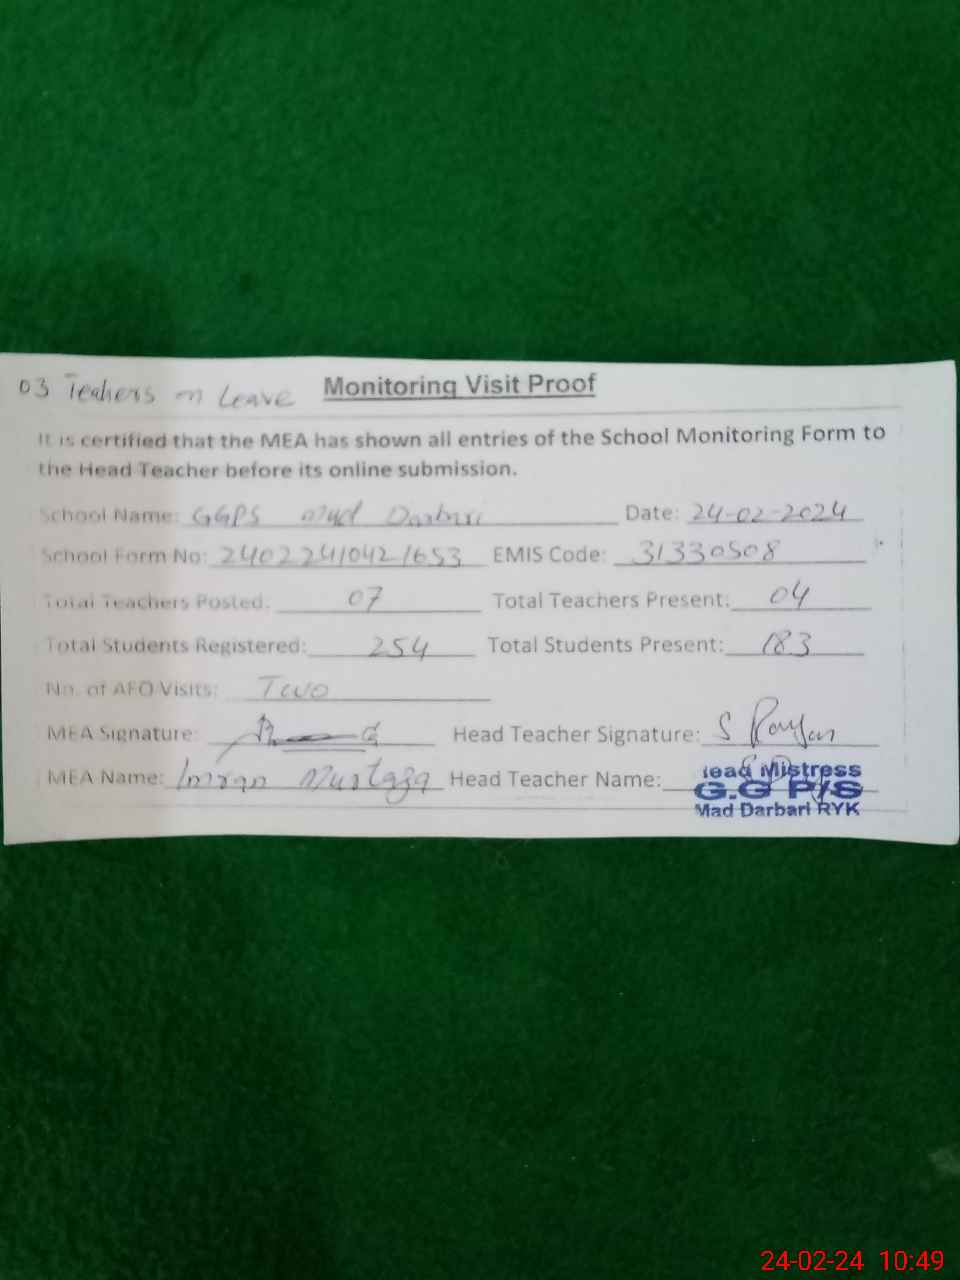 03 Teachers on Leave Monitoring Visit Proof
It is certified that the MEA has shown all entries of the School Monitoring Form to
the Head Teacher before its online submission.
School Name: GGPS Mud Darbari Date: 24-02-2024
School Form No: 24022410421653 EMIS Code: 31330508
Total Teachers Posted: 07 Total Teachers Present: 04
Total Students Registered: 254 Total Students Present: 183
No. of AEO Visits: Two
MEA Signature: Head Teacher Signature: S
MEA Name: Imran Murtaza Head Teacher Name:
Head Mistress
G.G P/S
Mad Darbari RYK
24-02-24 10:49